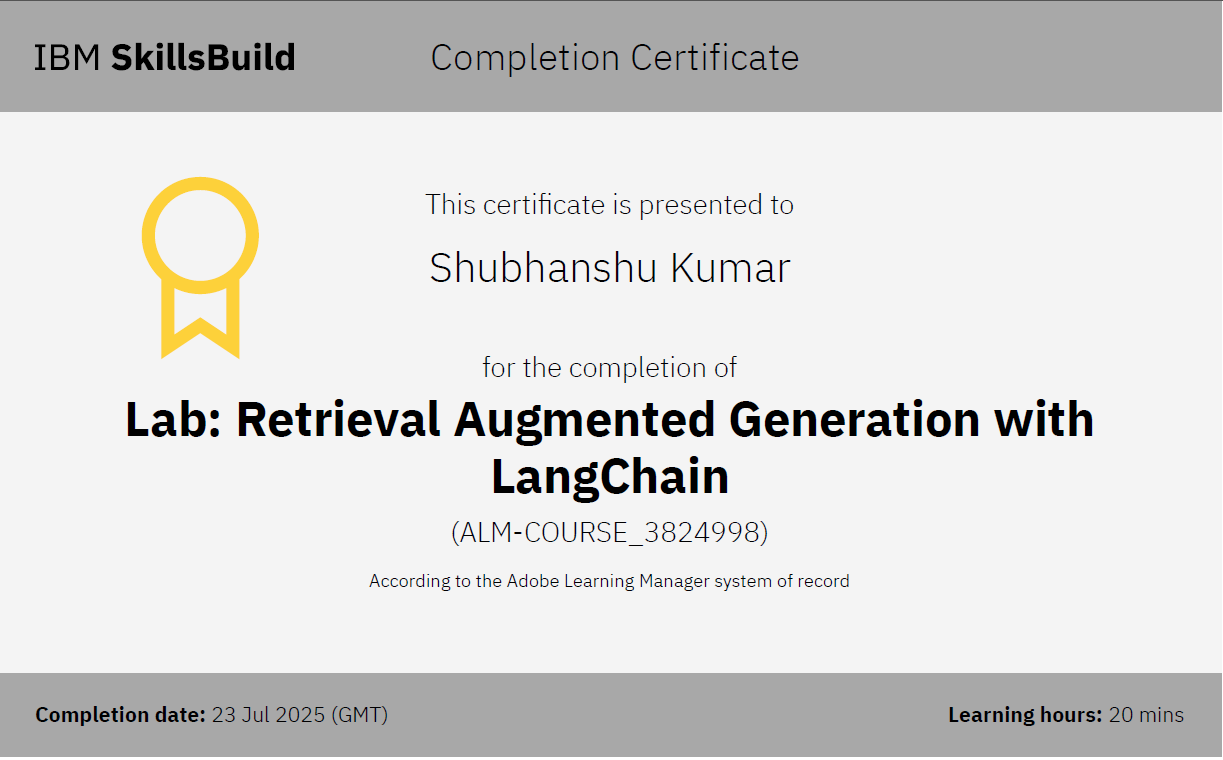 IBM SkillsBuild
Completion Certificate
This certificate is presented to
Shubhanshu Kumar
for the completion of
Lab: Retrieval Augmented Generation with
LangChain
(ALM-COURSE_3824998)
According to the Adobe Learning Manager system of record
Completion date: 23 Jul 2025 (GMT)
Learning hours: 20 mins